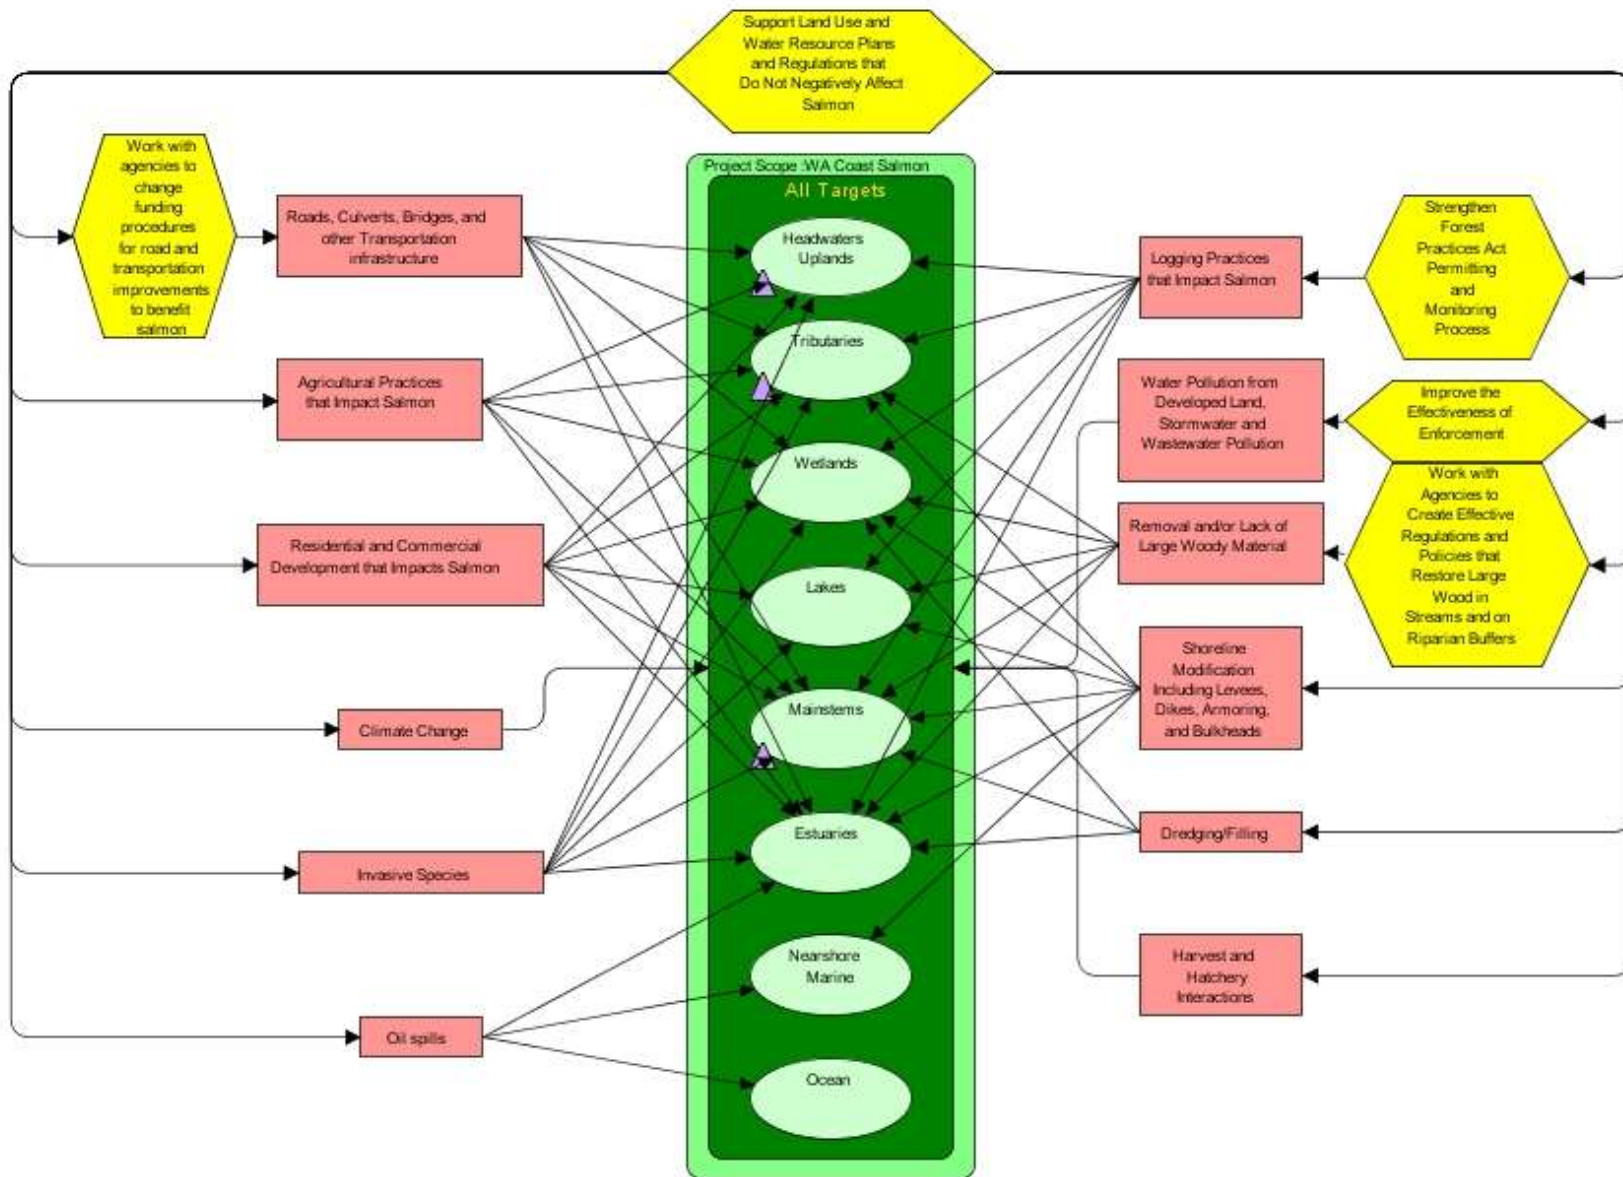 Support Land Use and
Water Resource Plans
and Regulations that
Do Not Negatively Affect
Salmon
Work with
agencies to
change
funding
procedures
for road and
transportation
improvements
to benefit
salmon
Roads, Culverts, Bridges, and
other Transportation
infrastructure
Agricultural Practices
that Impact Salmon
Residential and Commercial
Development that Impacts Salmon
Climate Change
Invasive Species
Oil spills
Project Scope :WA Coast Salmon
All Targets
Headwaters
Uplands
Tributaries
Wetlands
Lakes
Mainstems
Estuaries
Nearshore
Marine
Ocean
Logging Practices
that Impact Salmon
Water Pollution from
Developed Land,
Stormwater and
Wastewater Pollution
Removal and/or Lack of
Large Woody Material
Shoreline
Modification
Including Levees,
Dikes, Armoring,
and Bulkheads
Dredging/Filling
Harvest and
Hatchery
Interactions
Strengthen
Forest
Practices Act
Permitting
and
Monitoring
Process
Improve the
Effectiveness of
Enforcement
Work with
Agencies to
Create Effective
Regulations and
Policies that
Restore Large
Wood in
Streams and on
Riparian Buffers